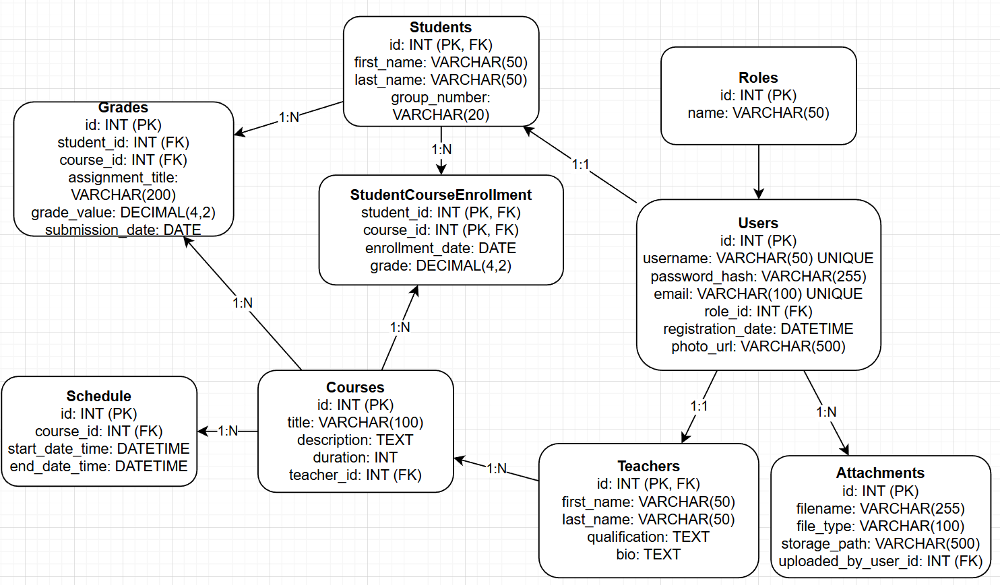 Students
id: INT (PK, FK)
first_name: VARCHAR(50)
last_name: VARCHAR(50)
group_number:
VARCHAR(20)
Roles
id: INT (PK)
name: VARCHAR(50)
Grades
id: INT (PK)
student_id: INT (FK)
course_id: INT (FK)
assignment_title:
VARCHAR(200)
grade_value: DECIMAL(4,2)
submission_date: DATE
1:N
1:N
1:1
StudentCourseEnrollment
student_id: INT (PK, FK)
course_id: INT (PK, FK)
enrollment_date: DATE
grade: DECIMAL(4,2)
Users
id: INT (PK)
username: VARCHAR(50) UNIQUE
password_hash: VARCHAR(255)
email: VARCHAR(100) UNIQUE
role_id: INT (FK)
registration_date: DATETIME
photo_url: VARCHAR(500)
1:N
1:N
Schedule
id: INT (PK)
course_id: INT (FK)
start_date_time: DATETIME
end_date_time: DATETIME
1:N
Courses
id: INT (PK)
title: VARCHAR(100)
description: TEXT
duration: INT
teacher_id: INT (FK)
1:N
1:1
1:N
Teachers
id: INT (PK, FK)
first_name: VARCHAR(50)
last_name: VARCHAR(50)
qualification: TEXT
bio: TEXT
Attachments
id: INT (PK)
filename: VARCHAR(255)
file_type: VARCHAR(100)
storage_path: VARCHAR(500)
uploaded_by_user_id: INT (FK)